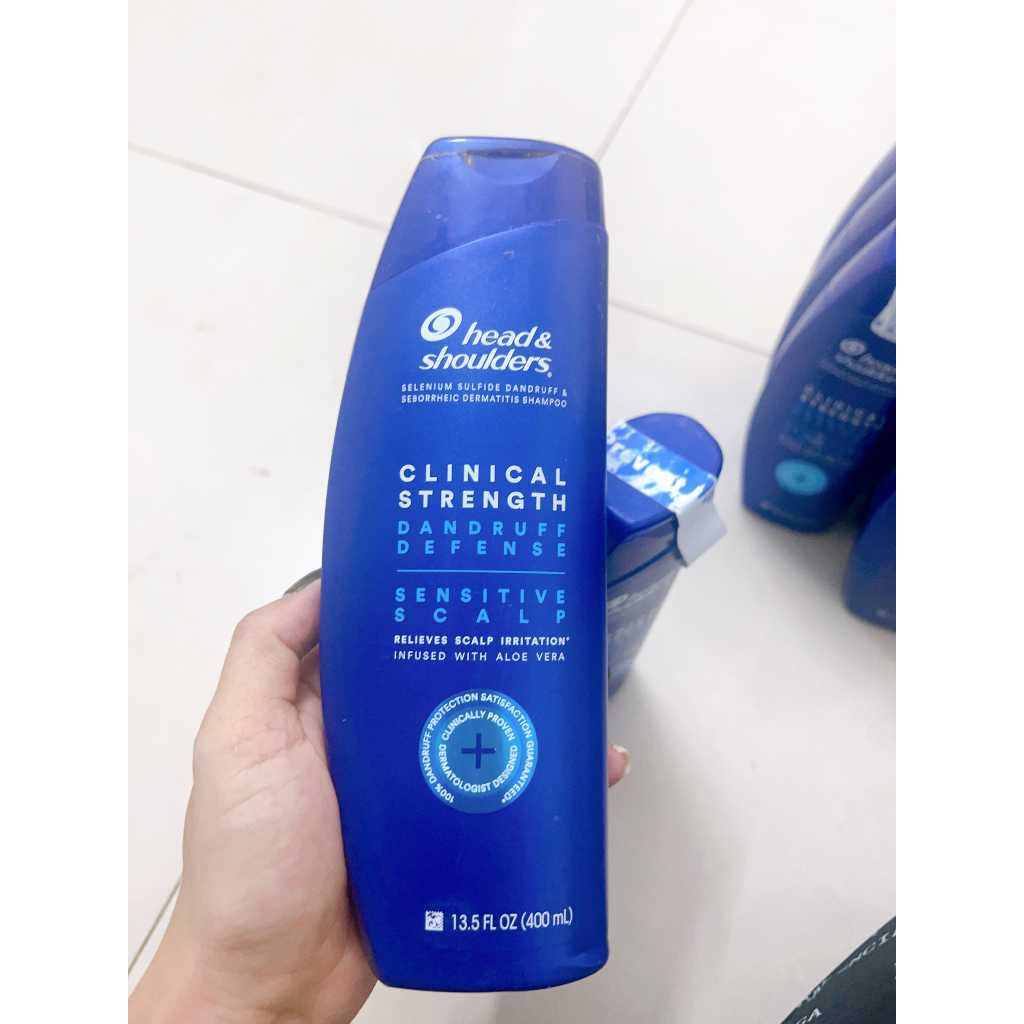 head &
shoulders®
SELENIUM SULFIDE DANDRUFF &
SEBORRHEIC DERMATITIS SHAMPOO
CLINICAL
STRENGTH
DANDRUFF
DEFENSE
SENSITIVE
SCALP
RELIEVES SCALP IRRITATION*
INFUSED WITH ALOE VERA
100% DANDRUFF PROTECTION SATISFACTION GUARANTEED*
CLINICALLY PROVEN
DERMATOLOGIST DESIGNED
13.5 FL OZ (400 mL)